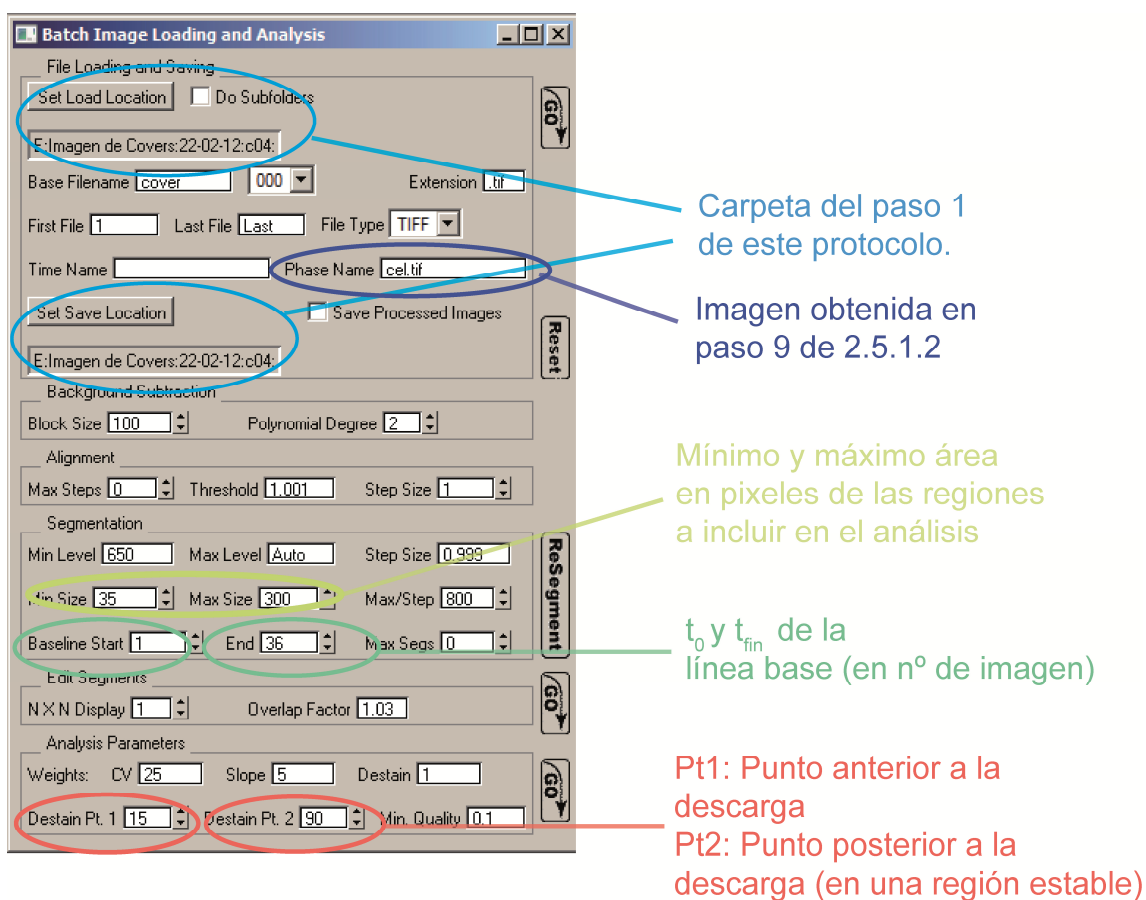 Batch Image Loading and Analysis
File Loading and Saving
Set Load Location Do Subfolders
GO
E:Imagen de Covers:22-02-12:c04:
Base Filename cover 000 Extension .tif
First File 1 Last File Last File Type TIFF
Time Name Phase Name cel.tif
Set Save Location Save Processed Images
Reset
E:Imagen de Covers:22-02-12:c04:
Background Subtraction
Block Size 100 Polynomial Degree 2
Alignment
Max Steps 0 Threshold 1.001 Step Size 1
Segmentation
Min Level 650 Max Level Auto Step Size 0.999
Min Size 35 Max Size 300 Max/Step 800
ReSegment
Baseline Start 1 End 36 Max Segs 0
Edit Segments
N X N Display 1 Overlap Factor 1.03
GO
Analysis Parameters
Weights: CV 25 Slope 5 Destain 1
GO
Destain Pt. 1 15 Destain Pt. 2 90 Min. Quality 0.1
Carpeta del paso 1
de este protocolo.
Imagen obtenida en
paso 9 de 2.5.1.2
Mínimo y máximo área
en pixeles de las regiones
a incluir en el análisis
t0 y tfin de la
línea base (en nº de imagen)
Pt1: Punto anterior a la
descarga
Pt2: Punto posterior a la
descarga (en una región estable)